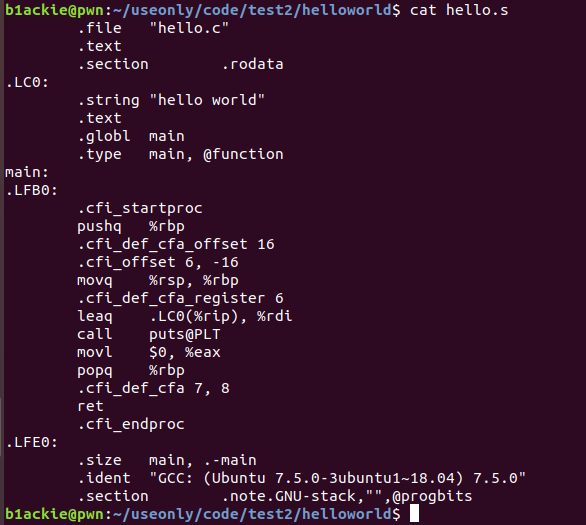 b1ackie@pwn:~/useonly/code/test2/helloworld$ cat hello.s
        .file   "hello.c"
        .text
        .section        .rodata
.LC0:
        .string "hello world"
        .text
        .globl  main
        .type   main, @function
main:
.LFB0:
        .cfi_startproc
        pushq   %rbp
        .cfi_def_cfa_offset 16
        .cfi_offset 6, -16
        movq    %rsp, %rbp
        .cfi_def_cfa_register 6
        leaq    .LC0(%rip), %rdi
        call    puts@PLT
        movl    $0, %eax
        popq    %rbp
        .cfi_def_cfa 7, 8
        ret
        .cfi_endproc
.LFE0:
        .size   main, .-main
        .ident  "GCC: (Ubuntu 7.5.0-3ubuntu1~18.04) 7.5.0"
        .section        .note.GNU-stack,"",@progbits
b1ackie@pwn:~/useonly/code/test2/helloworld$